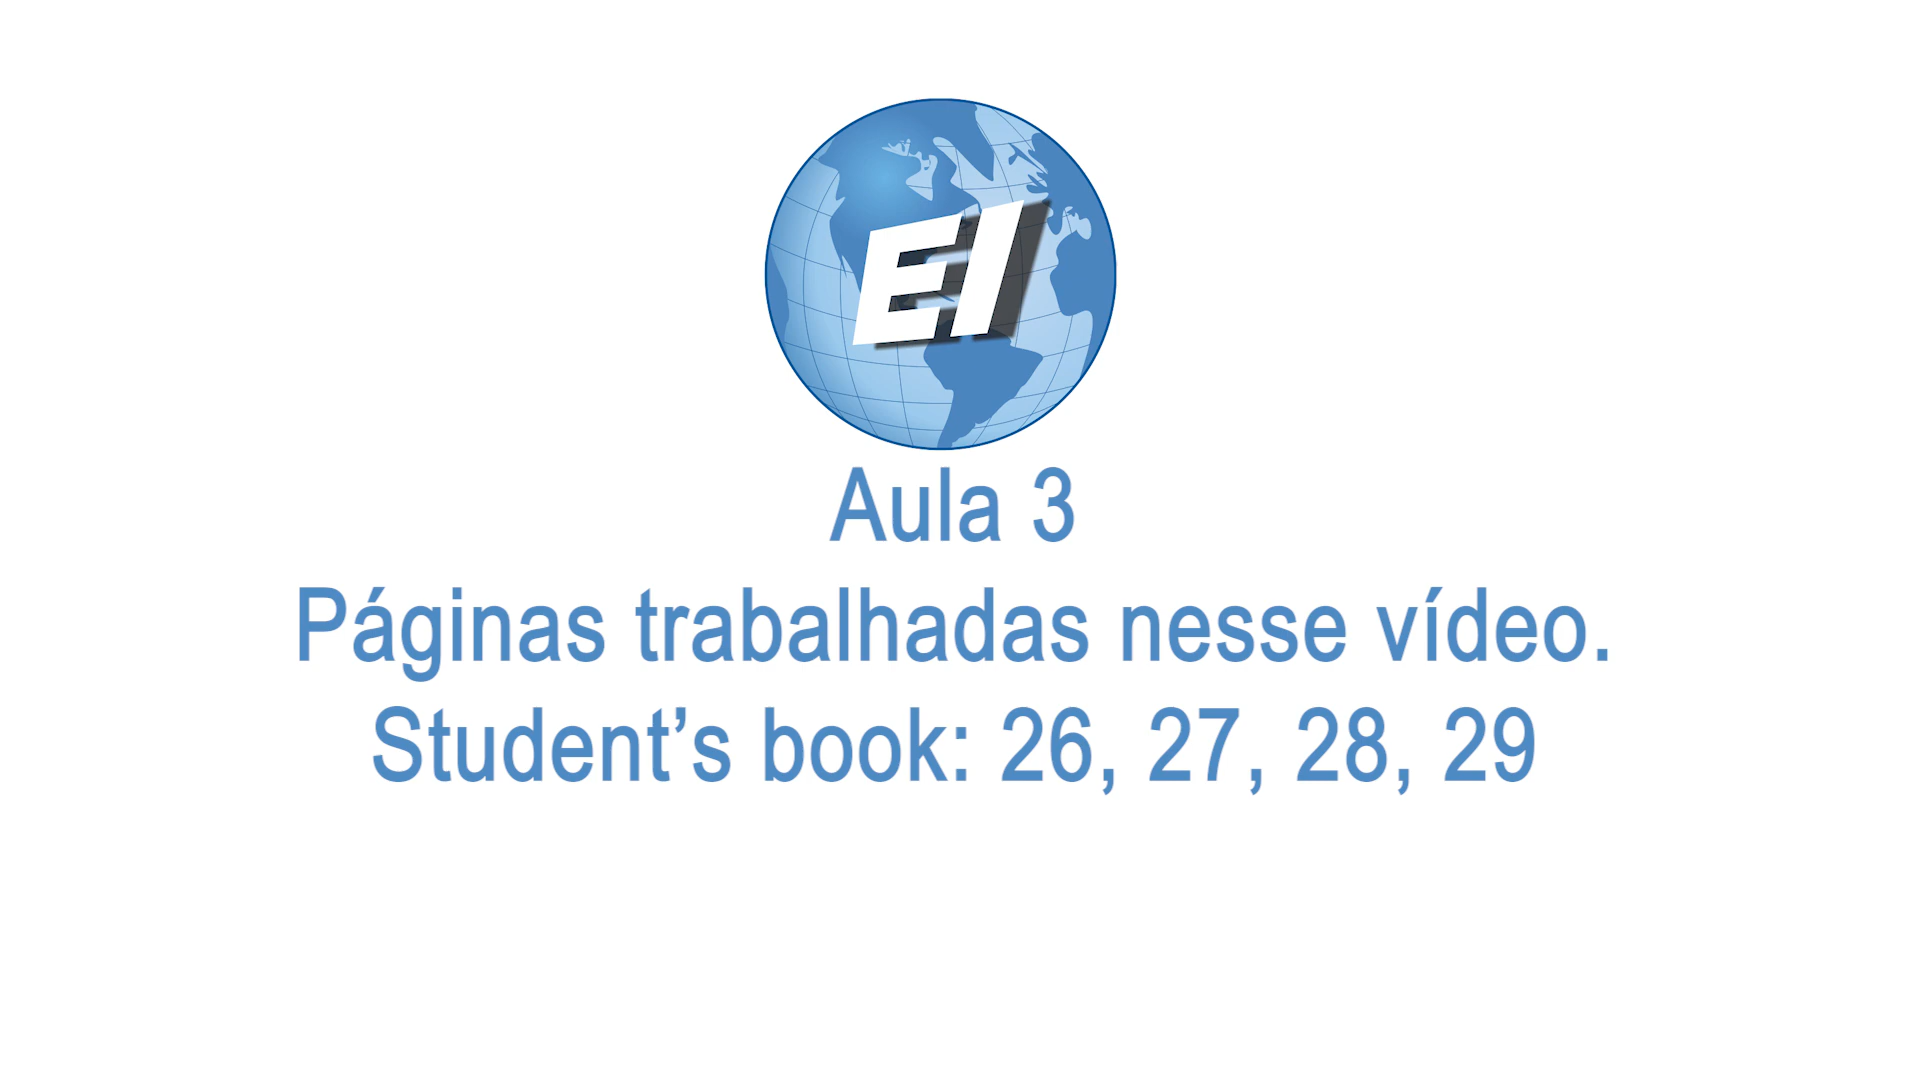 EI
Aula 3
Páginas trabalhadas nesse vídeo.
Student’s book: 26, 27, 28, 29